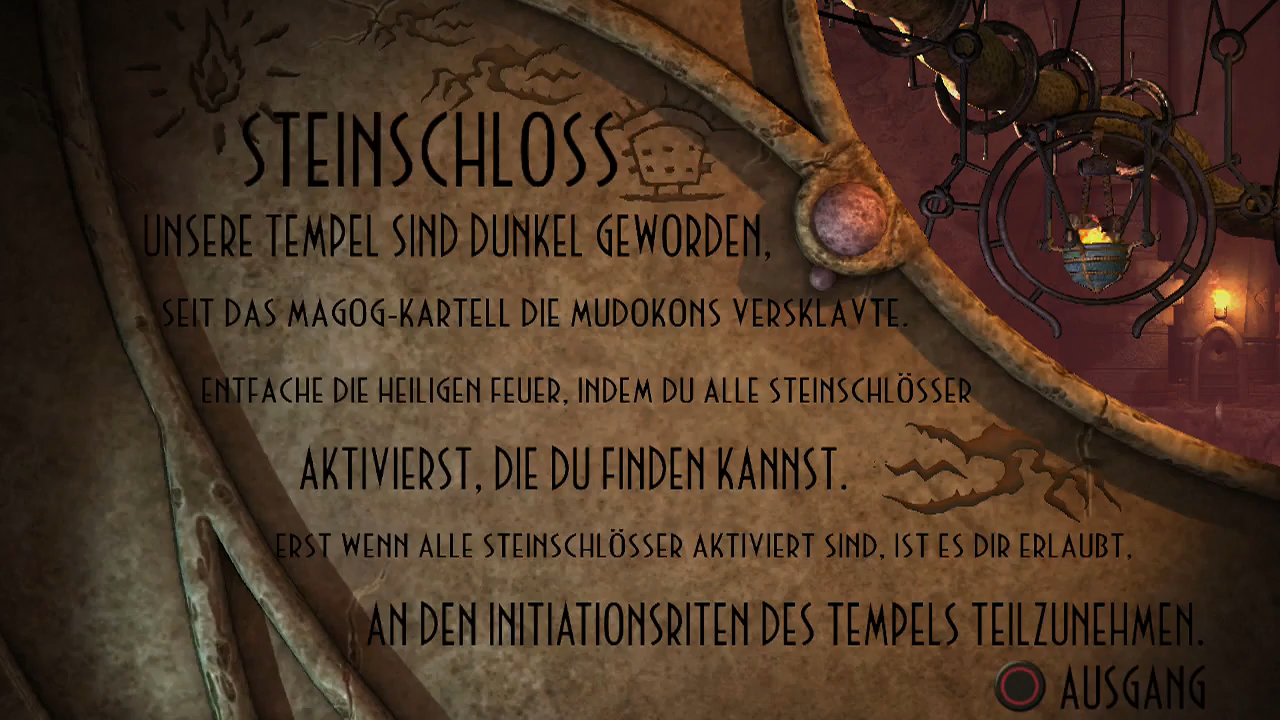 STEINSCHLOSS
UNSERE TEMPEL SIND DUNKEL GEWORDEN,
SEIT DAS MAGOG-KARTELL DIE MUDOKONS VERSKLAVTE.
ENTFACHE DIE HEILIGEN FEUER, INDEM DU ALLE STEINSCHLÖSSER
AKTIVIERST, DIE DU FINDEN KANNST.
ERST WENN ALLE STEINSCHLÖSSER AKTIVIERT SIND, IST ES DIR ERLAUBT,
AN DEN INITIATIONSRITEN DES TEMPELS TEILZUNEHMEN.
AUSGANG